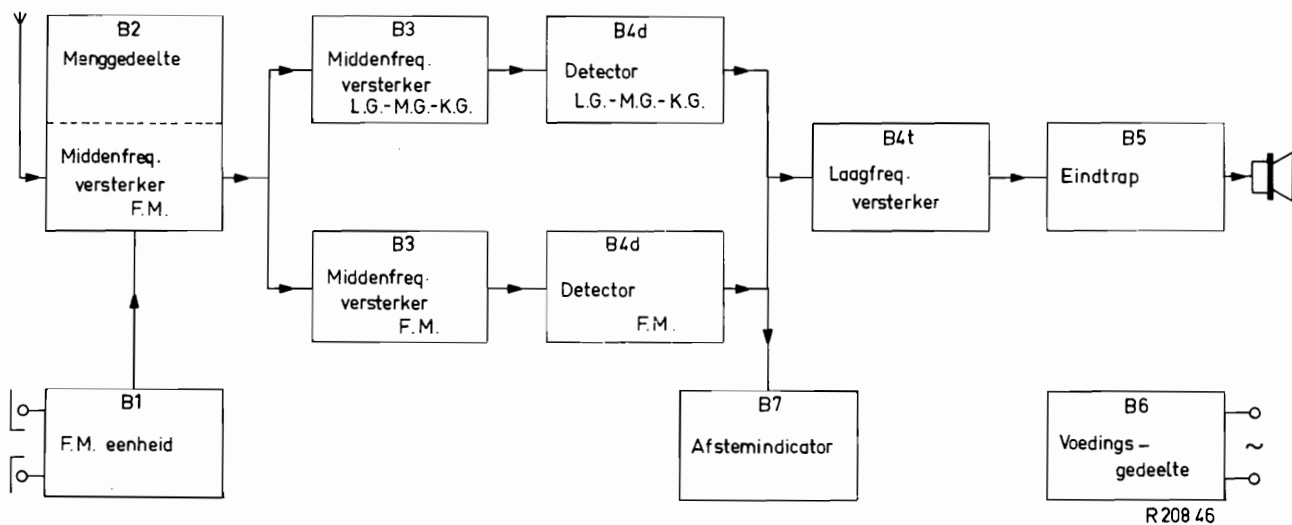 B2
Menggedeelte
Middenfreq.
versterker
F.M.
B3
Middenfreq.
versterker
L.G.-M.G.-K.G.
B4d
Detector
L.G.-M.G.-K.G.
B3
Middenfreq.
versterker
F.M.
B4d
Detector
F.M.
B4t
Laagfreq.
versterker
B5
Eindtrap
B1
F.M. eenheid
B7
Afstemindicator
B6
Voedings-
gedeelte
~
R 208 46